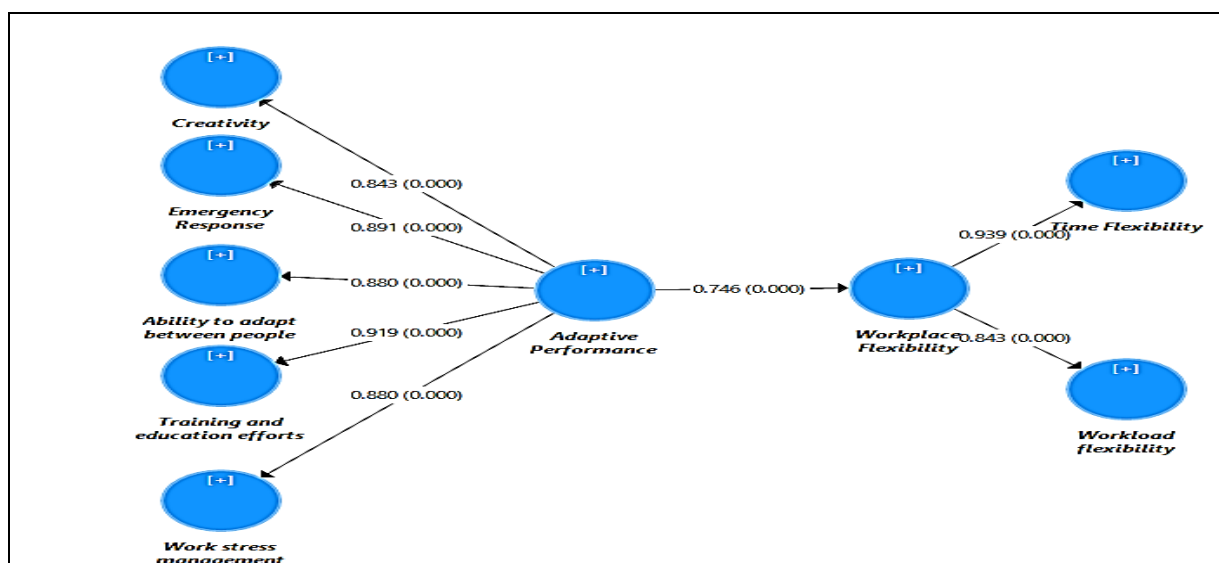 [+]
Creativity
[+]
Emergency
Response
[+]
Ability to adapt
between people
[+]
Training and
education efforts
[+]
Work stress
management
0.843 (0.000)
0.891 (0.000)
0.880 (0.000)
0.919 (0.000)
0.880 (0.000)
[+]
Adaptive
Performance
0.746 (0.000)
[+]
Workplace
Flexibility
0.939 (0.000)
0.843 (0.000)
[+]
Time Flexibility
[+]
Workload
flexibility